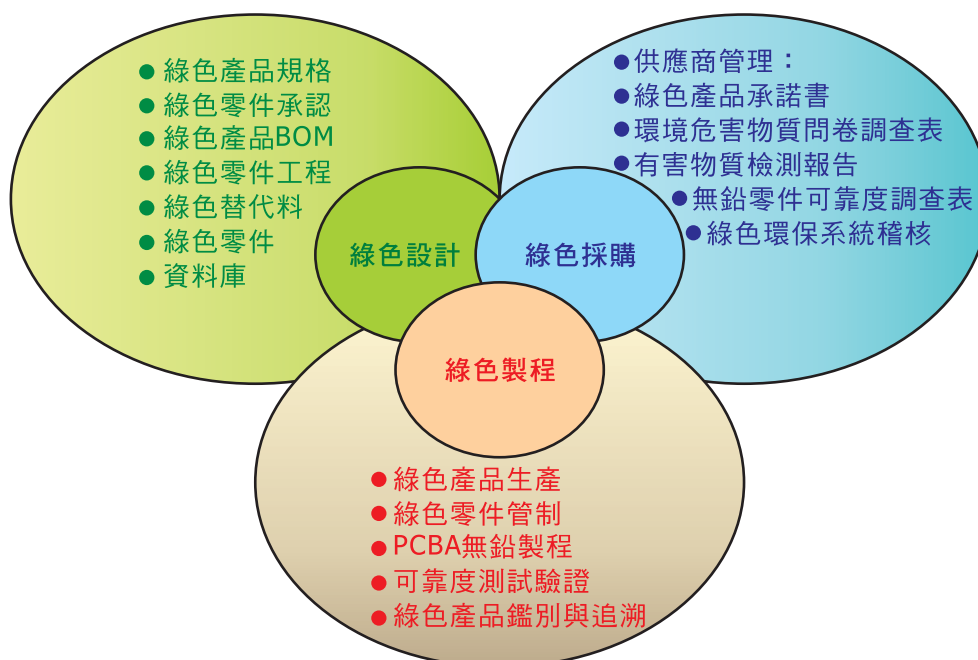 ● 綠色產品規格
● 綠色零件承認
● 綠色產品BOM
● 綠色零件工程
● 綠色替代料
● 綠色零件
● 資料庫
綠色設計
● 供應商管理：
● 綠色產品承諾書
● 環境危害物質問卷調查表
● 有害物質檢測報告
● 無鉛零件可靠度調查表
● 綠色環保系統稽核
綠色採購
綠色製程
● 綠色產品生產
● 綠色零件管制
● PCBA無鉛製程
● 可靠度測試驗證
● 綠色產品鑑別與追溯